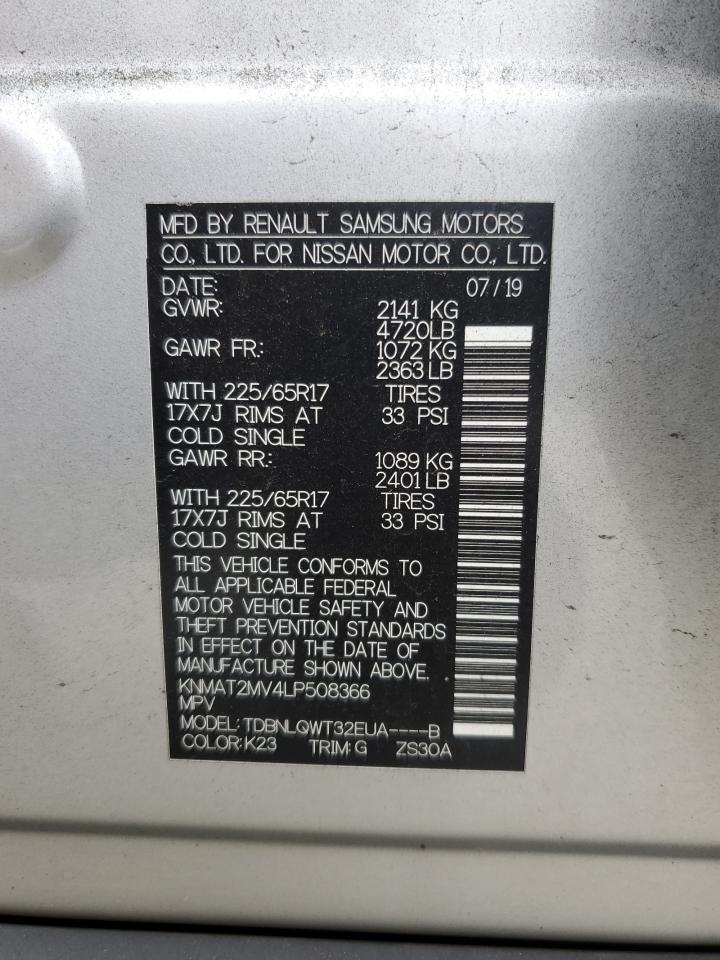 MFD BY RENAULT SAMSUNG MOTORS
CO., LTD. FOR NISSAN MOTOR CO., LTD.
DATE: 07/19
GVWR: 2141 KG
4720LB
GAWR FR.: 1072 KG
2363 LB
WITH 225/65R17 TIRES
17X7J RIMS AT 33 PSI
COLD SINGLE
GAWR RR.: 1089 KG
2401 LB
WITH 225/65R17 TIRES
17X7J RIMS AT 33 PSI
COLD SINGLE
THIS VEHICLE CONFORMS TO
ALL APPLICABLE FEDERAL
MOTOR VEHICLE SAFETY AND
THEFT PREVENTION STANDARDS
IN EFFECT ON THE DATE OF
MANUFACTURE SHOWN ABOVE.
KNMAT2MV4LP508366
MPV
MODEL: TDBNLQWT32EUA----B
COLOR: K23 TRIM: G ZS30A